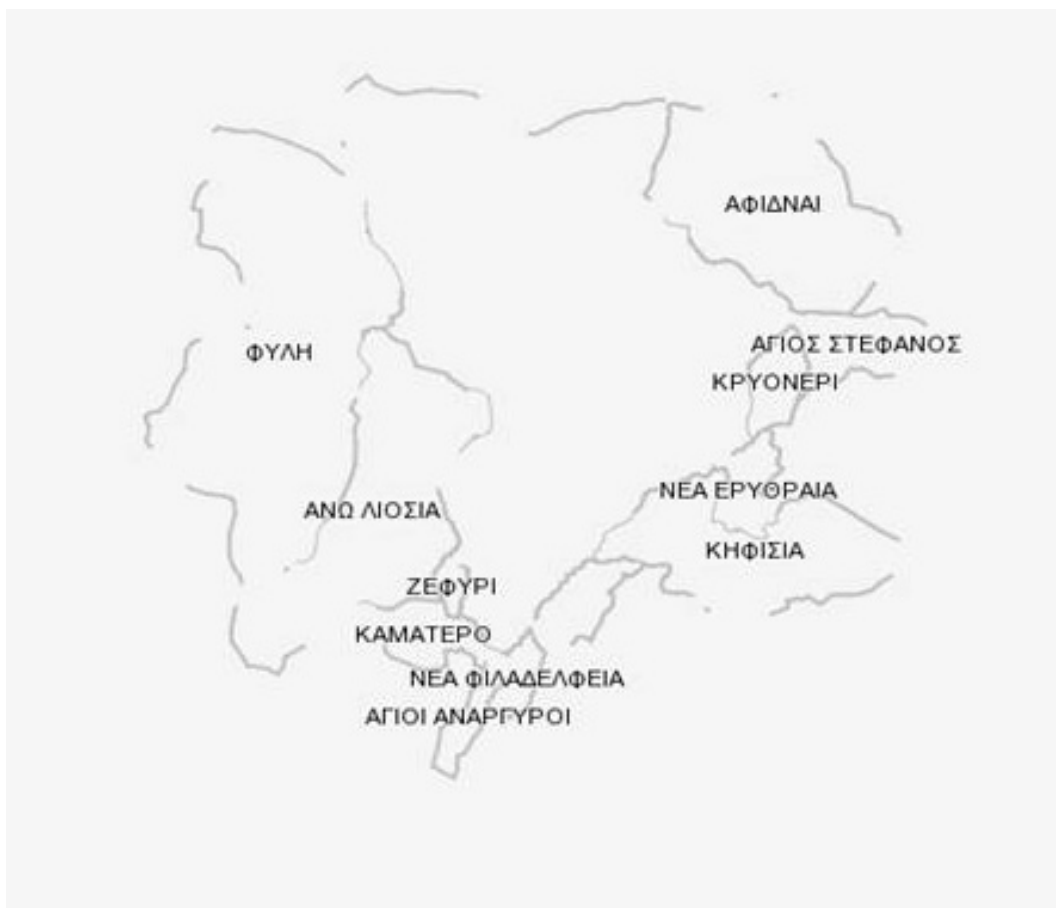 ΑΦΙΔΝΑΙ
ΦΥΛΗ
ΑΓΙΟΣ ΣΤΕΦΑΝΟΣ
ΚΡΥΟΝΕΡΙ
ΝΕΑ ΕΡΥΘΡΑΙΑ
ΑΝΩ ΛΙΟΣΙΑ
ΚΗΦΙΣΙΑ
ΖΕΦΥΡΙ
ΚΑΜΑΤΕΡΟ
ΝΕΑ ΦΙΛΑΔΕΛΦΕΙΑ
ΑΓΙΟΙ ΑΝΑΡΓΥΡΟΙ